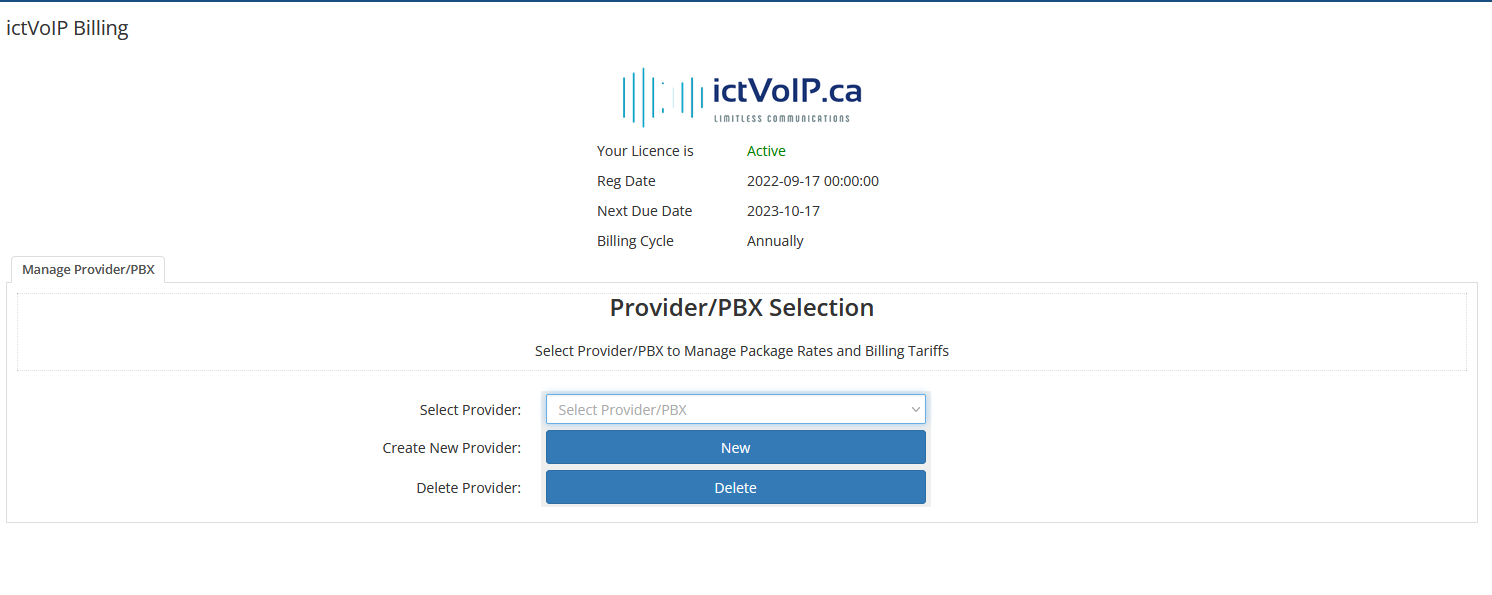 ictVoIP Billing
ictVoIP.ca
LIMITLESS COMMUNICATIONS
Your Licence is Active
Reg Date 2022-09-17 00:00:00
Next Due Date 2023-10-17
Billing Cycle Annually
Manage Provider/PBX
Provider/PBX Selection
Select Provider/PBX to Manage Package Rates and Billing Tariffs
Select Provider: Select Provider/PBX
Create New Provider: New
Delete Provider: Delete